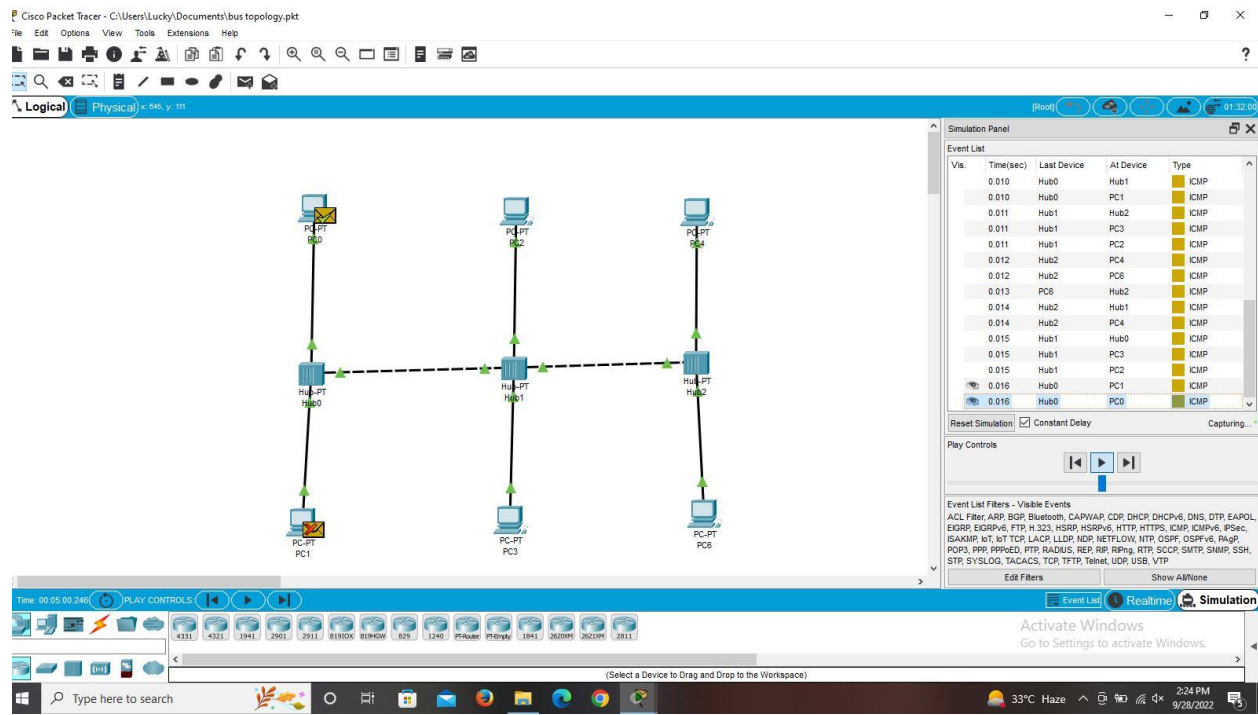 Cisco Packet Tracer - C:\Users\Lucky\Documents\bus topology.pkt
File Edit Options View Tools Extensions Help
?
Logical Physical x: 645, y: 111
[Root] 01:32:00
PC-PT
PC0
PC-PT
PC2
PC-PT
PC4
Hub-PT
Hub0
Hub-PT
Hub1
Hub-PT
Hub2
PC-PT
PC1
PC-PT
PC3
PC-PT
PC6
Simulation Panel
Event List
Vis. Time(sec) Last Device At Device Type
0.010 Hub0 Hub1 ICMP
0.010 Hub0 PC1 ICMP
0.011 Hub1 Hub2 ICMP
0.011 Hub1 PC3 ICMP
0.011 Hub1 PC2 ICMP
0.012 Hub2 PC4 ICMP
0.012 Hub2 PC6 ICMP
0.013 PC6 Hub2 ICMP
0.014 Hub2 Hub1 ICMP
0.014 Hub2 PC4 ICMP
0.015 Hub1 Hub0 ICMP
0.015 Hub1 PC3 ICMP
0.015 Hub1 PC2 ICMP
0.016 Hub0 PC1 ICMP
0.016 Hub0 PC0 ICMP
Reset Simulation Constant Delay Capturing...
Play Controls
Event List Filters - Visible Events
ACL Filter, ARP, BGP, Bluetooth, CAPWAP, CDP, DHCP, DHCPv6, DNS, DTP, EAPOL,
EIGRP, EIGRPv6, FTP, H.323, HSRP, HSRPv6, HTTP, HTTPS, ICMP, ICMPv6, IPSec,
ISAKMP, IoT, IoT TCP, LACP, LLDP, NDP, NETFLOW, NTP, OSPF, OSPFv6, PAgP,
POP3, PPP, PPPoED, PTP, RADIUS, REP, RIP, RIPng, RTP, SCCP, SMTP, SNMP, SSH,
STP, SYSLOG, TACACS, TCP, TFTP, Telnet, UDP, USB, VTP
Edit Filters Show All/None
Time: 00:05:00.246 PLAY CONTROLS: Event List Realtime Simulation
4331 4321 1941 2901 2911 819IOX 819HGW 829 1240 PT-Router PT-Empty 1841 2620XM 2621XM 2811
Activate Windows
Go to Settings to activate Windows.
(Select a Device to Drag and Drop to the Workspace)
Type here to search
33°C Haze 2:24 PM
9/28/2022
5